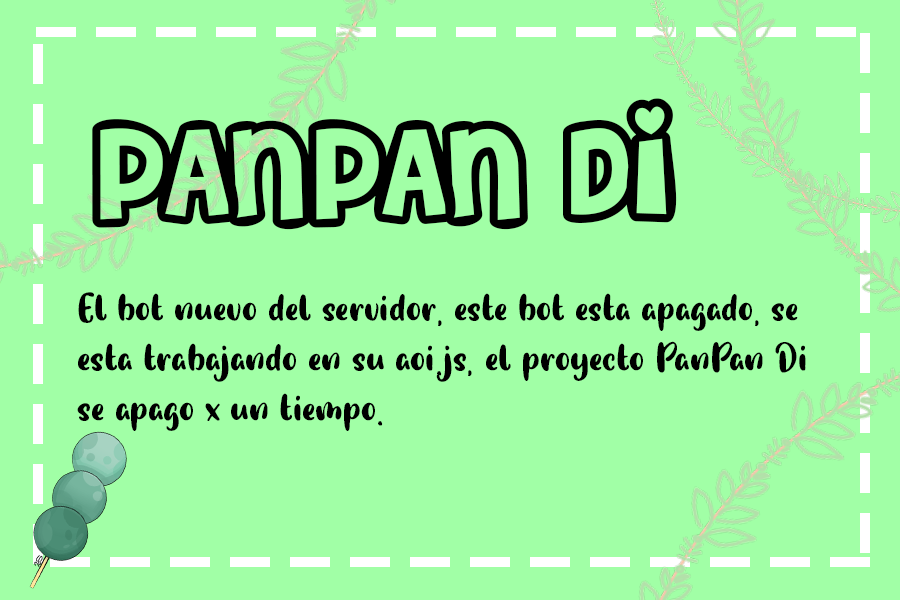 PANPAN Di
El bot nuevo del servidor, este bot esta apagado, se
esta trabajando en su aoi.js, el proyecto PanPan Di
se apago x un tiempo.